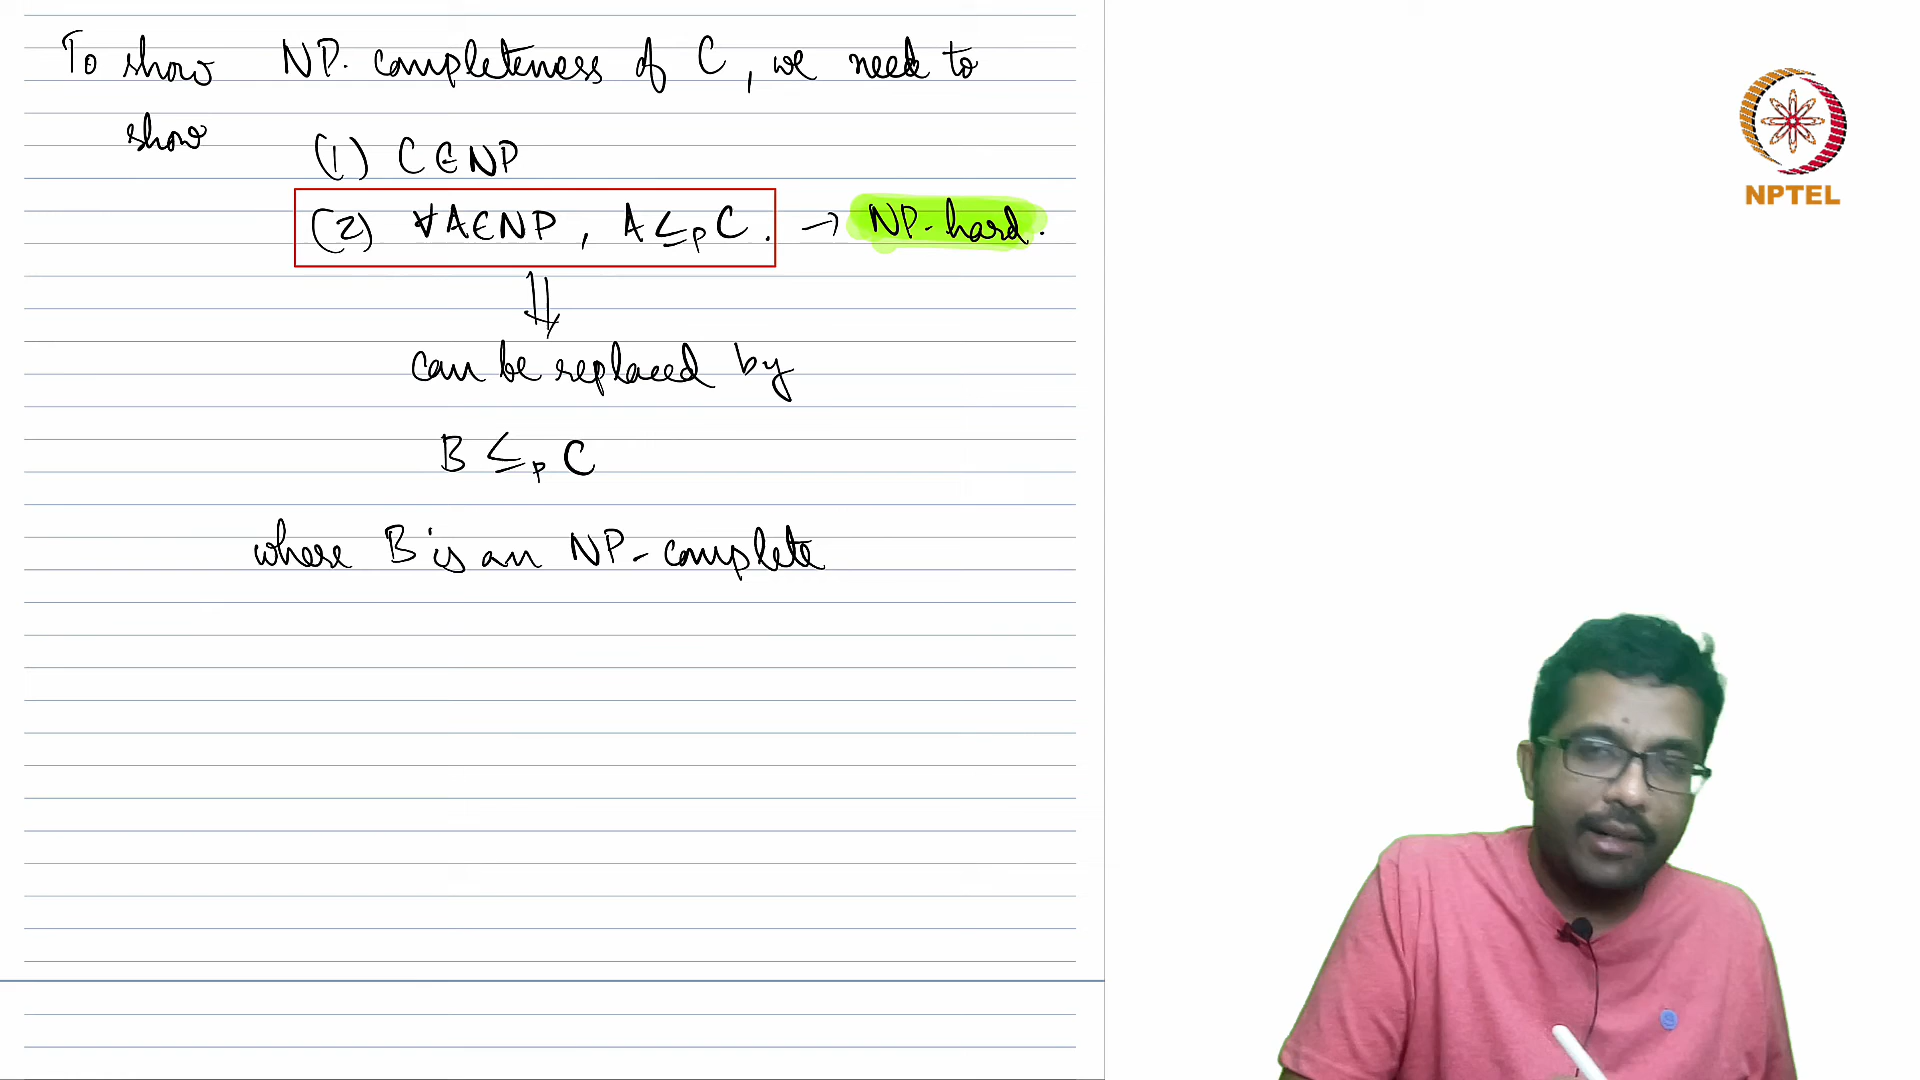 To show NP-completeness of C, we need to
show
(1) C ∈ NP
(2) ∀A ∈ NP, A ≤p C. → NP-hard.
can be replaced by
B ≤p C
where B is an NP-complete
NPTEL